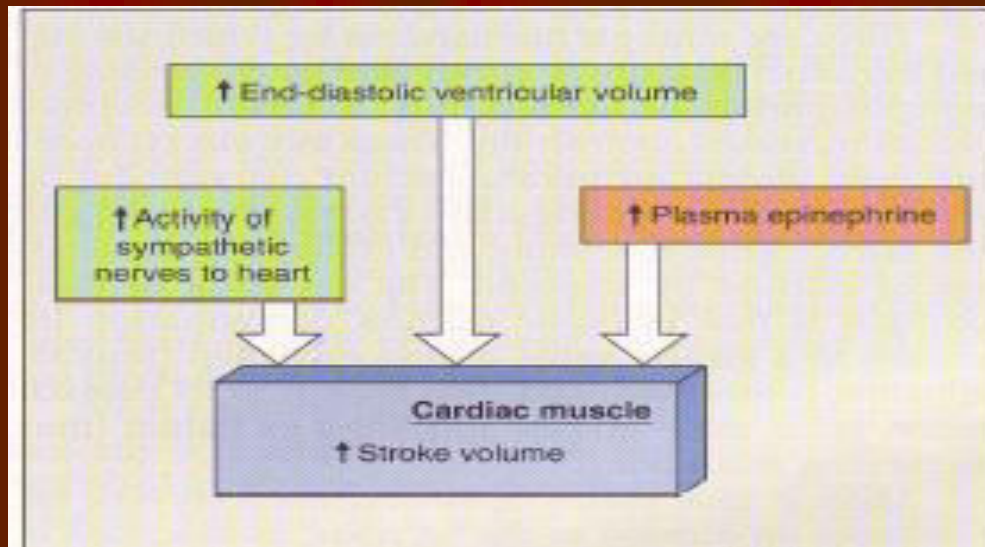 ↑ End-diastolic ventricular volume
↑ Activity of
sympathetic
nerves to heart
↑ Plasma epinephrine
Cardiac muscle
↑ Stroke volume